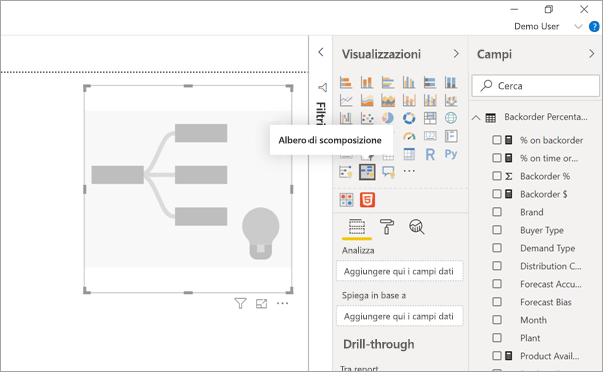 Demo User
?
Visualizzazioni
Campi
Cerca
Filtri
Backorder Percenta...
Albero di scomposizione
R
Py
5
% on backorder
% on time or...
Σ Backorder %
Backorder $
Brand
Buyer Type
Demand Type
Distribution C...
Forecast Accu...
Forecast Bias
Month
Plant
Product Avail...
Analizza
Aggiungere qui i campi dati
Spiega in base a
Aggiungere qui i campi dati
Drill-through
Tra report